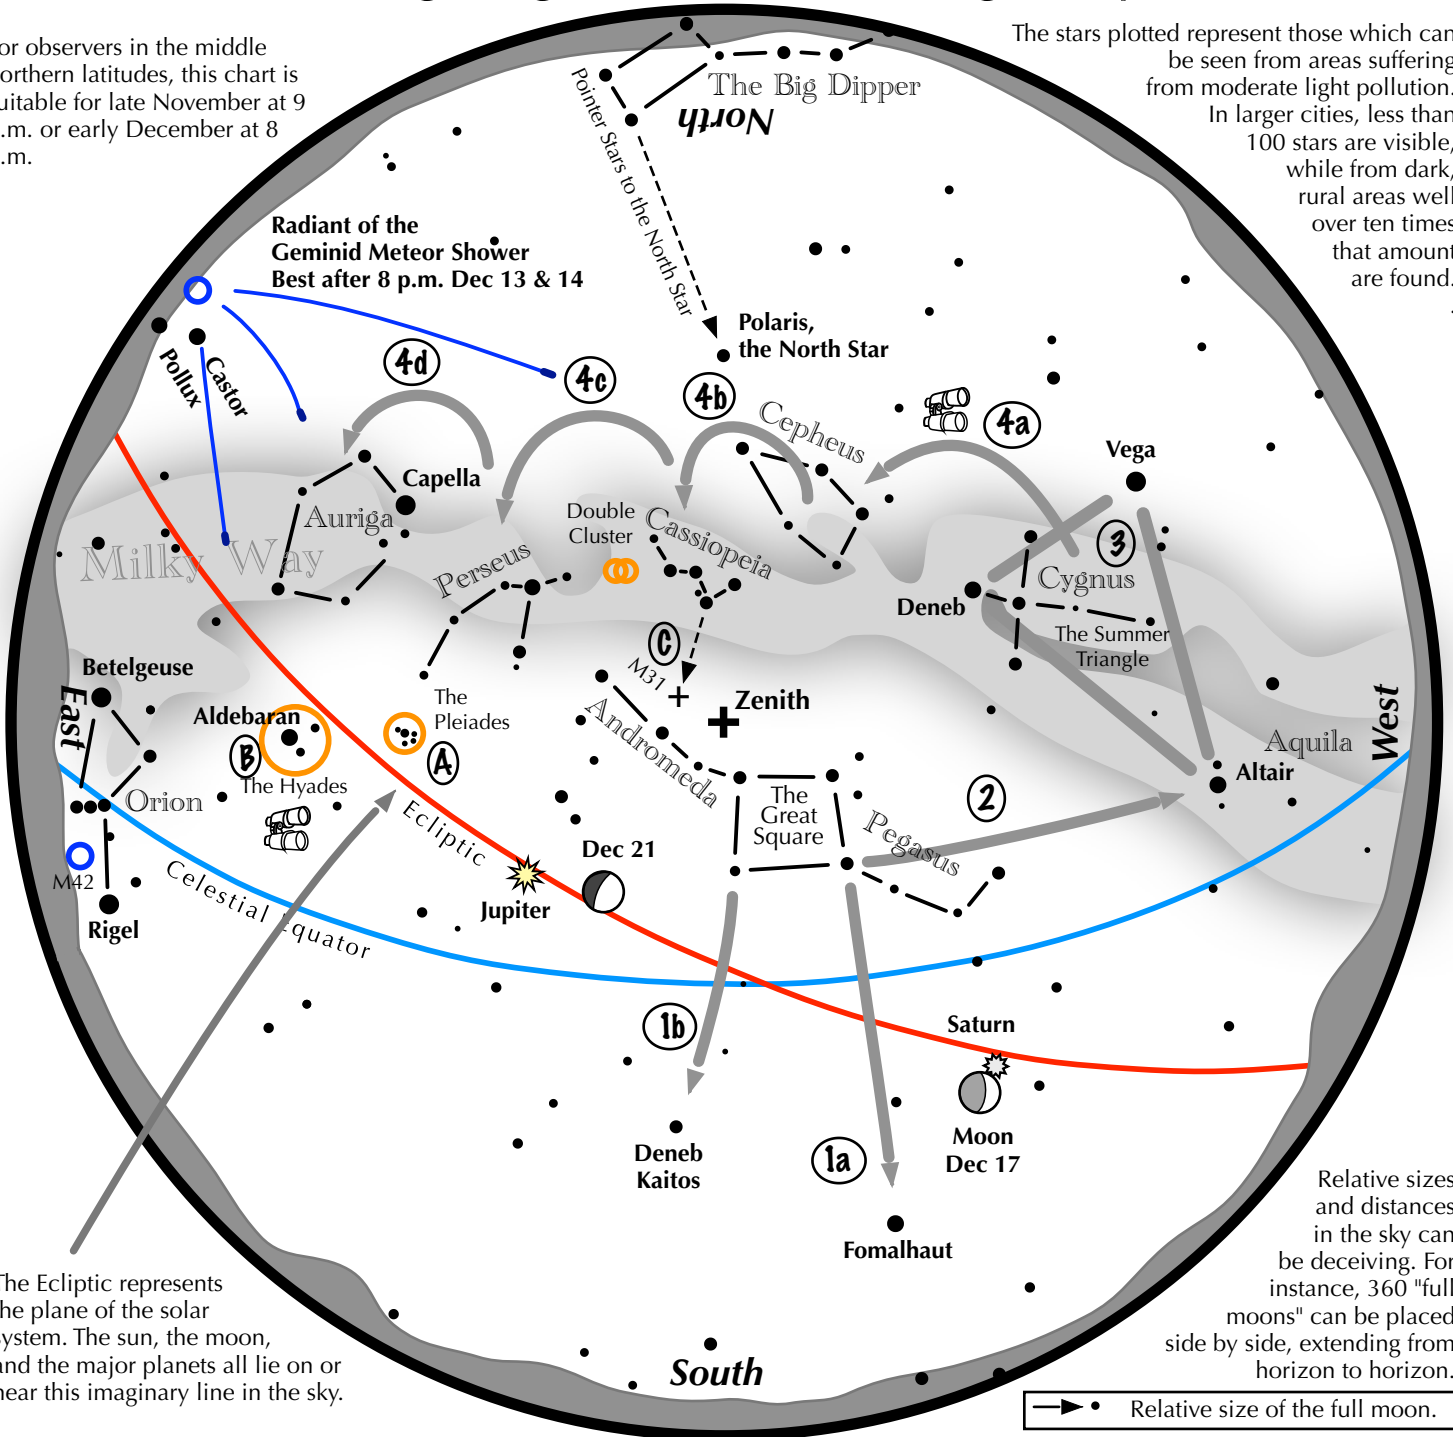 or observers in the middle
orthern latitudes, this chart is
uitable for late November at 9
.m. or early December at 8
.m.
The stars plotted represent those which can
be seen from areas suffering
from moderate light pollution.
In larger cities, less than
100 stars are visible,
while from dark,
rural areas well
over ten times
that amount
are found.
.
The Big Dipper
North
Pointer Stars to the North Star
Radiant of the
Geminid Meteor Shower
Best after 8 p.m. Dec 13 & 14
Polaris,
the North Star
Pollux
Castor
4d
4c
4b
4a
Cepheus
Vega
Capella
Auriga
Double
Cluster
Cassiopeia
3
Milky Way
Perseus
Cygnus
Deneb
The Summer
Triangle
C
M31
Betelgeuse
East
Aldebaran
The
Pleiades
Zenith
West
Andromeda
Aquila
Altair
B
A
The Hyades
Orion
The
Great
Square
2
Pegasus
Ecliptic
Dec 21
M42
Celestial Equator
Jupiter
Rigel
1b
Saturn
Moon
Dec 17
Deneb
Kaitos
1a
Fomalhaut
Relative sizes
and distances
in the sky can
be deceiving. For
instance, 360 "full
moons" can be placed
side by side, extending from
horizon to horizon.
The Ecliptic represents
the plane of the solar
system. The sun, the moon,
and the major planets all lie on or
near this imaginary line in the sky.
South
Relative size of the full moon.